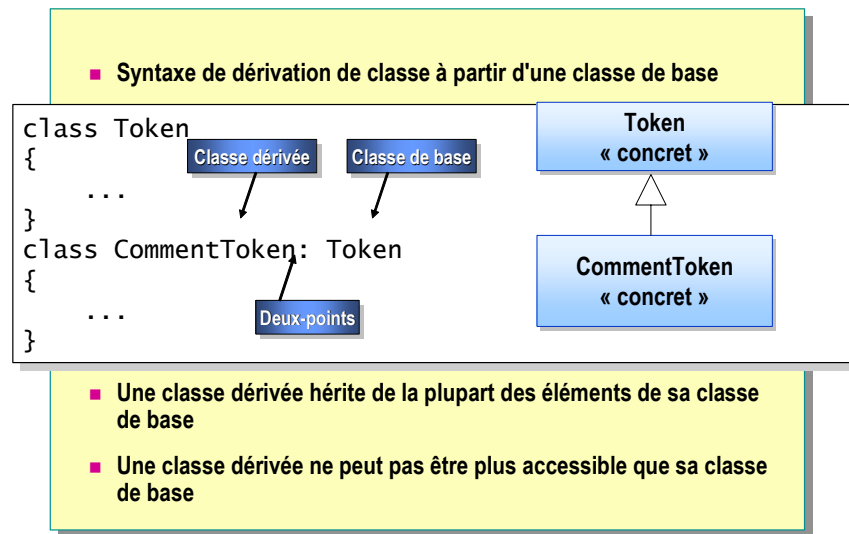 Syntaxe de dérivation de classe à partir d'une classe de base
class Token
{
...
}
class CommentToken: Token
{
...
}
Classe dérivée
Classe de base
Deux-points
Token
« concret »
CommentToken
« concret »
Une classe dérivée hérite de la plupart des éléments de sa classe
de base
Une classe dérivée ne peut pas être plus accessible que sa classe
de base